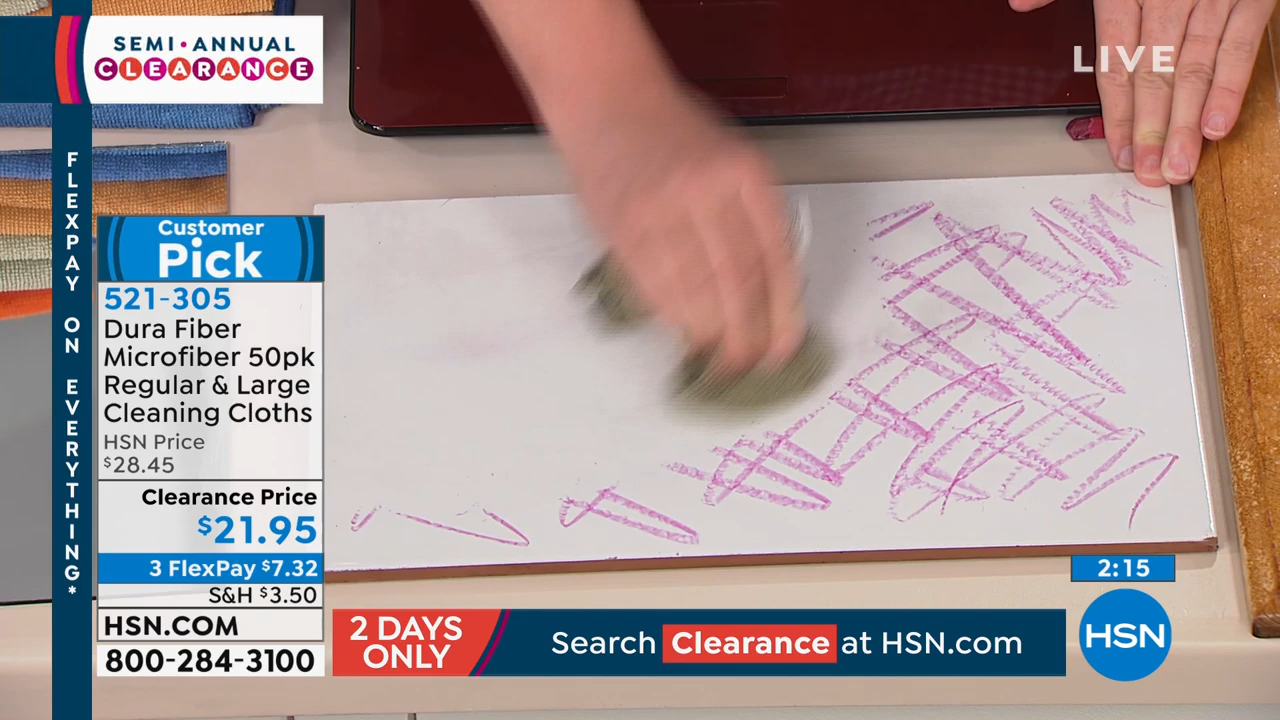 SEMI•ANNUAL
CLEARANCE
LIVE
FLEXPAY ON EVERYTHING*
Customer
Pick
521-305
Dura Fiber
Microfiber 50pk
Regular & Large
Cleaning Cloths
HSN Price
$28.45
Clearance Price
$21.95
3 FlexPay $7.32
S&H $3.50
HSN.COM
800-284-3100
2 DAYS
ONLY
Search Clearance at HSN.com
2:15
HSN